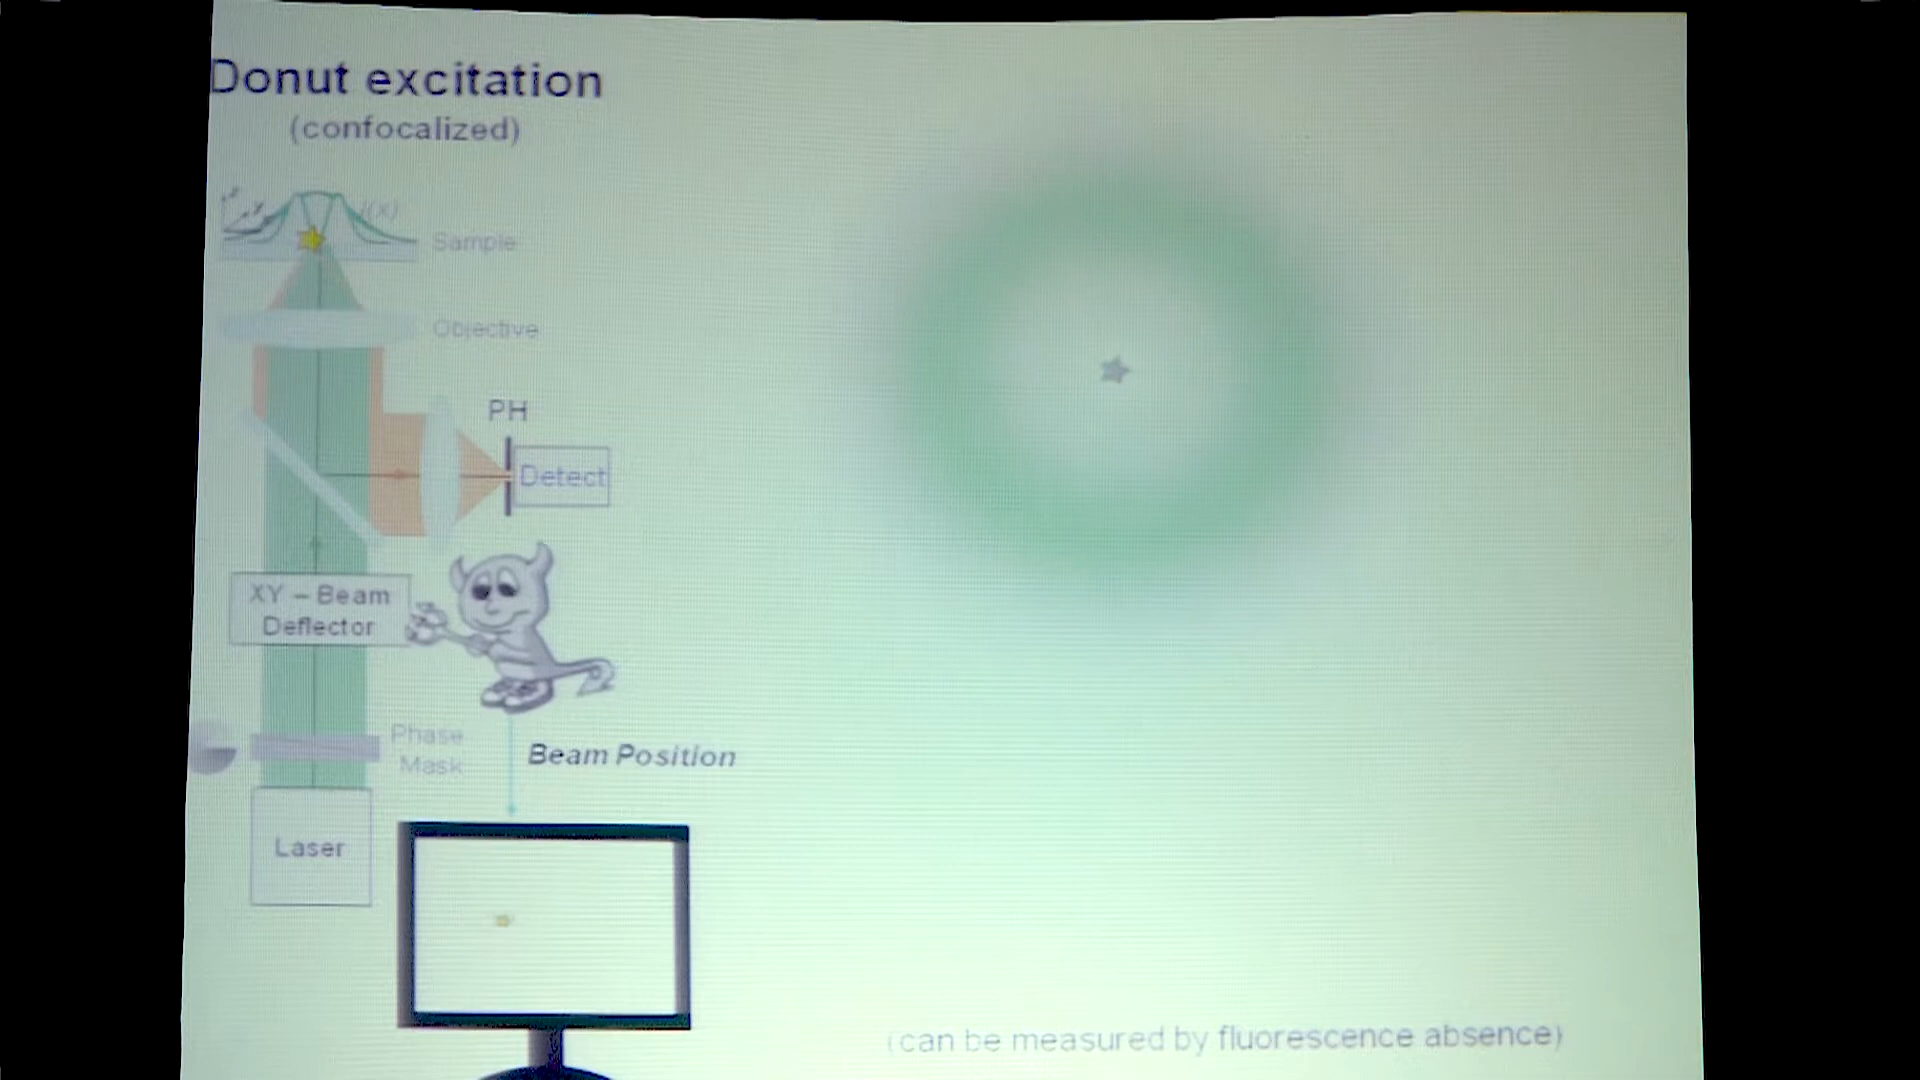 Donut excitation
(confocalized)
I(x)
Sample
Objective
PH
Detect
XY – Beam
Deflector
Phase
Mask
Beam Position
Laser
(can be measured by fluorescence absence)